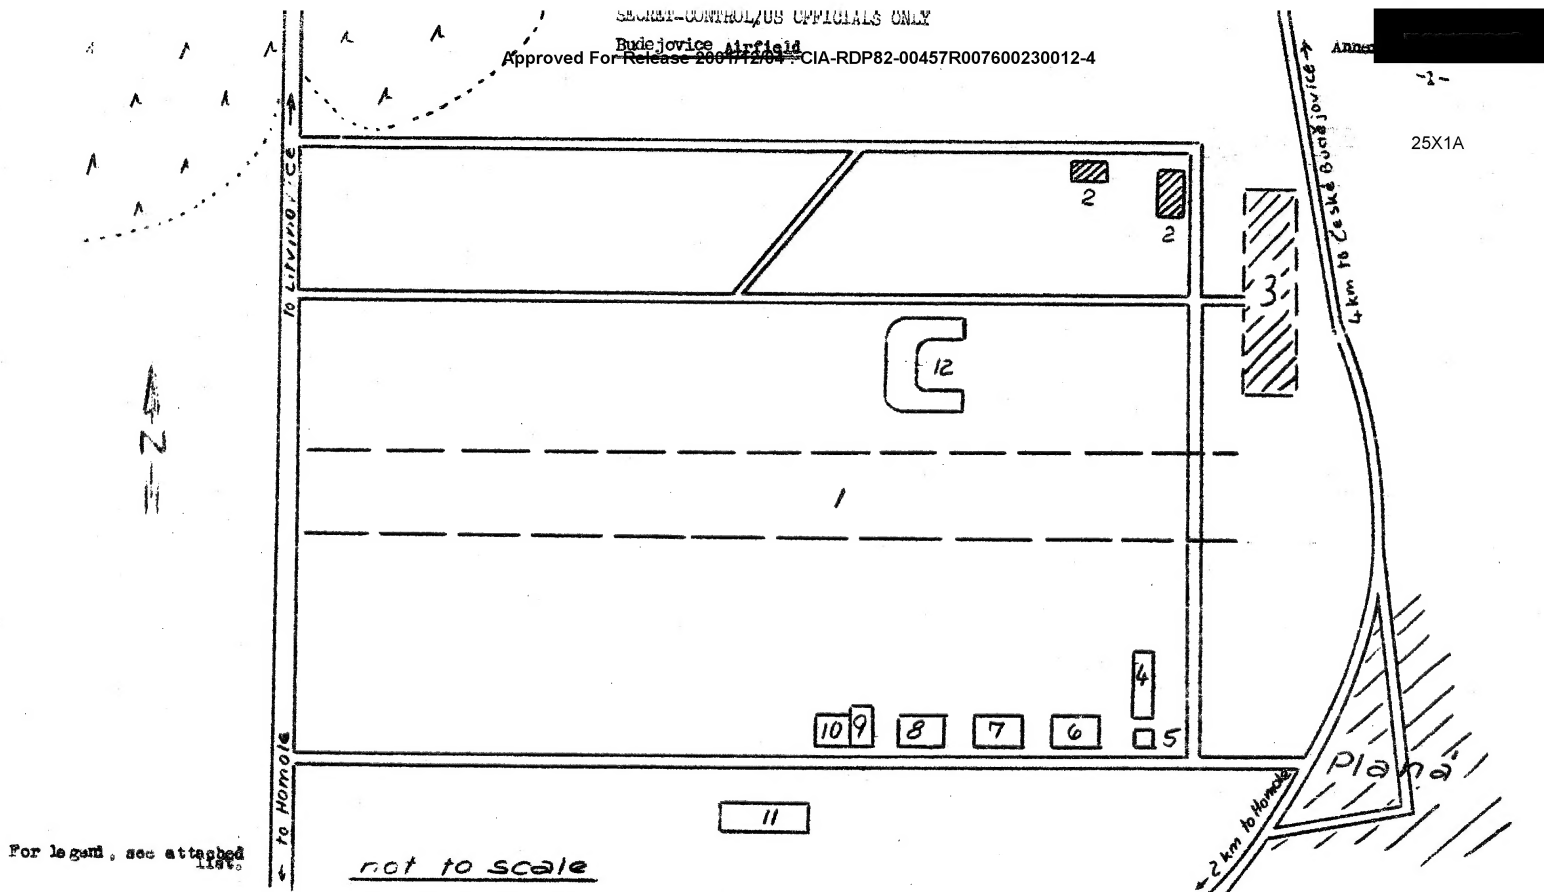 SECRET-CONTROL/US OFFICIALS ONLY
Budejovice Airfield
Approved For Release 2001/12/04 : CIA-RDP82-00457R007600230012-4
-2-
25X1A
to Litvinovice
4 km to České Budějovice
2
2
3
12
N
1
4
10
9
8
7
6
5
Planá
to Homole
11
2 km to Homole
For legend, see attached
list.
not to scale